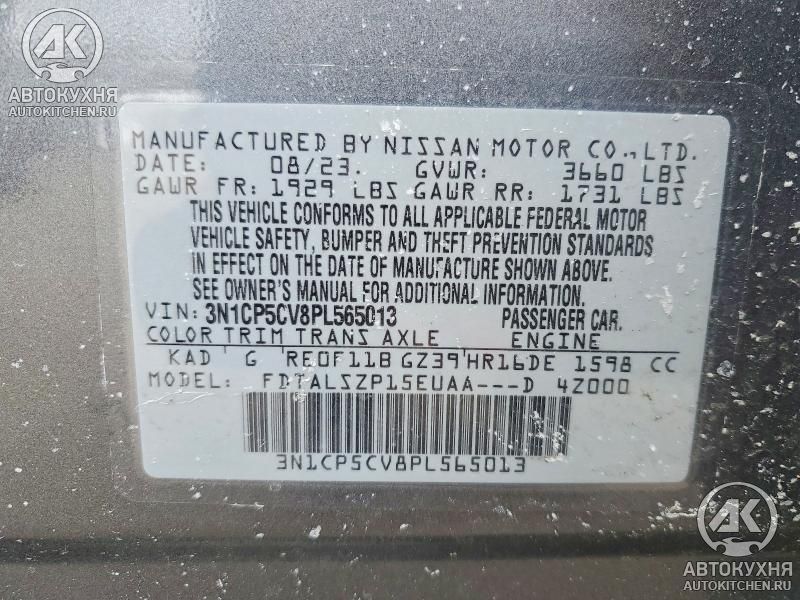 AK
АВТОКУХНЯ
AUTOKITCHEN.RU
MANUFACTURED BY NISSAN MOTOR CO.,LTD.
DATE: 08/23. GVWR: 3660 LBS
GAWR FR: 1929 LBS GAWR RR: 1731 LBS
THIS VEHICLE CONFORMS TO ALL APPLICABLE FEDERAL MOTOR
VEHICLE SAFETY, BUMPER AND THEFT PREVENTION STANDARDS
IN EFFECT ON THE DATE OF MANUFACTURE SHOWN ABOVE.
SEE OWNER'S MANUAL FOR ADDITIONAL INFORMATION.
VIN: 3N1CP5CV8PL565013 PASSENGER CAR.
COLOR TRIM TRANS AXLE ENGINE
KAD G RE0F11B GZ39 HR16DE 1598 CC
MODEL: FDTALSZP15EUAA---D 4Z000
3N1CP5CV8PL565013
AK
АВТОКУХНЯ
AUTOKITCHEN.RU